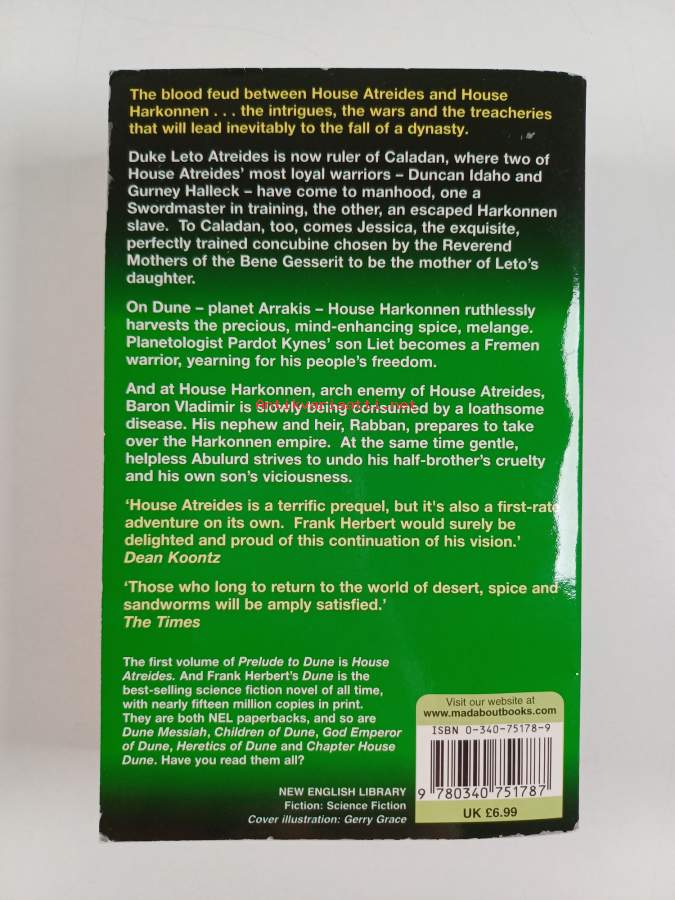 The blood feud between House Atreides and House
Harkonnen . . . the intrigues, the wars and the treacheries
that will lead inevitably to the fall of a dynasty.
Duke Leto Atreides is now ruler of Caladan, where two of
House Atreides' most loyal warriors – Duncan Idaho and
Gurney Halleck – have come to manhood, one a
Swordmaster in training, the other, an escaped Harkonnen
slave. To Caladan, too, comes Jessica, the exquisite,
perfectly trained concubine chosen by the Reverend
Mothers of the Bene Gesserit to be the mother of Leto's
daughter.
On Dune – planet Arrakis – House Harkonnen ruthlessly
harvests the precious, mind-enhancing spice, melange.
Planetologist Pardot Kynes' son Liet becomes a Fremen
warrior, yearning for his people's freedom.
And at House Harkonnen, arch enemy of House Atreides,
Baron Vladimir is slowly being consumed by a loathsome
Antikvariaatti.net
disease. His nephew and heir, Rabban, prepares to take
over the Harkonnen empire. At the same time gentle,
helpless Abulurd strives to undo his half-brother's cruelty
and his own son's viciousness.
'House Atreides is a terrific prequel, but it's also a first-rate
adventure on its own. Frank Herbert would surely be
delighted and proud of this continuation of his vision.'
Dean Koontz
'Those who long to return to the world of desert, spice and
sandworms will be amply satisfied.'
The Times
The first volume of Prelude to Dune is House
Atreides. And Frank Herbert's Dune is the
best-selling science fiction novel of all time,
with nearly fifteen million copies in print.
They are both NEL paperbacks, and so are
Dune Messiah, Children of Dune, God Emperor
of Dune, Heretics of Dune and Chapter House
Dune. Have you read them all?
NEW ENGLISH LIBRARY
Fiction: Science Fiction
Cover illustration: Gerry Grace
Visit our website at
www.madaboutbooks.com
ISBN 0-340-75178-9
9 780340 751787
UK £6.99